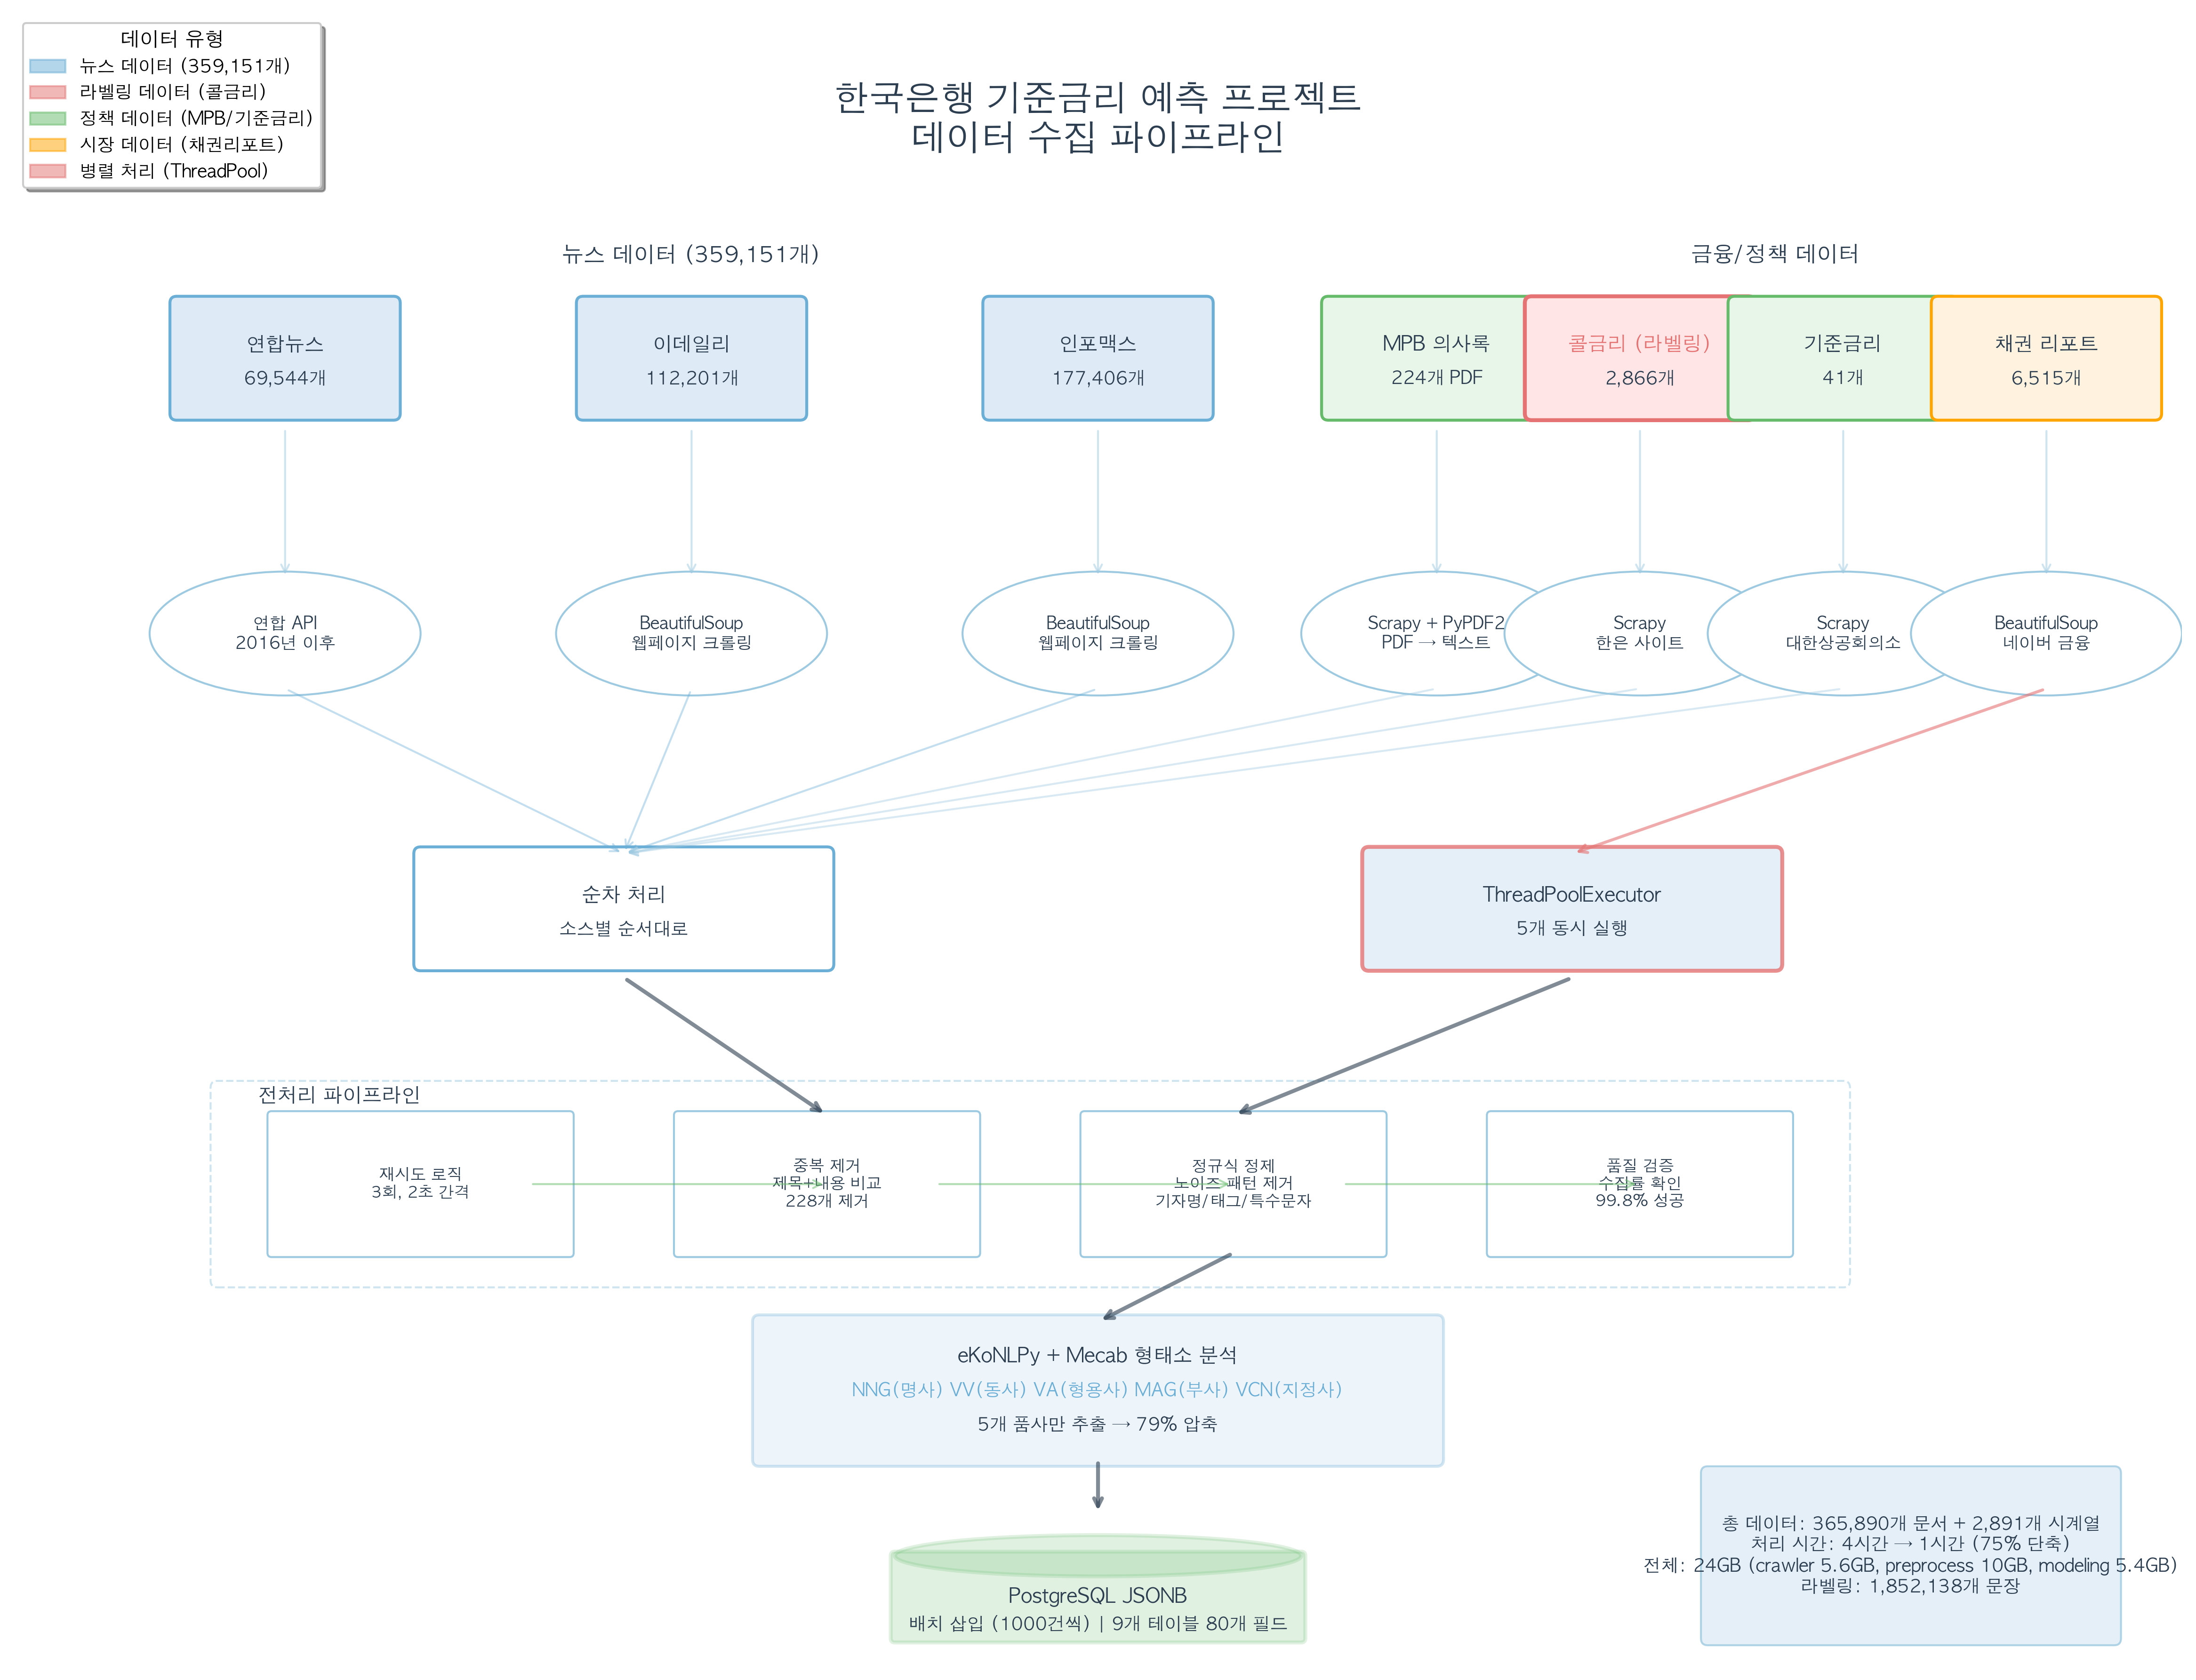 데이터 유형
뉴스 데이터 (359,151개)
라벨링 데이터 (콜금리)
정책 데이터 (MPB/기준금리)
시장 데이터 (채권리포트)
병렬 처리 (ThreadPool)
한국은행 기준금리 예측 프로젝트
데이터 수집 파이프라인
뉴스 데이터 (359,151개)
금융/정책 데이터
연합뉴스
69,544개
이데일리
112,201개
인포맥스
177,406개
MPB 의사록
224개 PDF
콜금리 (라벨링)
2,866개
기준금리
41개
채권 리포트
6,515개
연합 API
2016년 이후
BeautifulSoup
웹페이지 크롤링
BeautifulSoup
웹페이지 크롤링
Scrapy + PyPDF2
PDF → 텍스트
Scrapy
한은 사이트
Scrapy
대한상공회의소
BeautifulSoup
네이버 금융
순차 처리
소스별 순서대로
ThreadPoolExecutor
5개 동시 실행
전처리 파이프라인
재시도 로직
3회, 2초 간격
중복 제거
제목+내용 비교
228개 제거
정규식 정제
노이즈 패턴 제거
기자명/태그/특수문자
품질 검증
수집률 확인
99.8% 성공
eKoNLPy + Mecab 형태소 분석
NNG(명사) VV(동사) VA(형용사) MAG(부사) VCN(지정사)
5개 품사만 추출 → 79% 압축
PostgreSQL JSONB
배치 삽입 (1000건씩) | 9개 테이블 80개 필드
총 데이터: 365,890개 문서 + 2,891개 시계열
처리 시간: 4시간 → 1시간 (75% 단축)
전체: 24GB (crawler 5.6GB, preprocess 10GB, modeling 5.4GB)
라벨링: 1,852,138개 문장